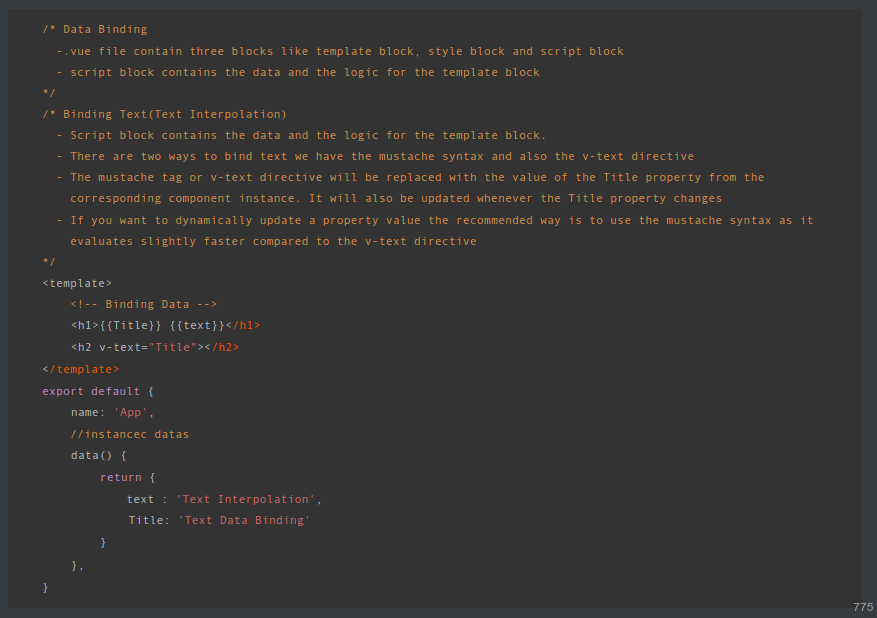 /* Data Binding
-.vue file contain three blocks like template block, style block and script block
- script block contains the data and the logic for the template block
*/
/* Binding Text(Text Interpolation)
- Script block contains the data and the logic for the template block.
- There are two ways to bind text we have the mustache syntax and also the v-text directive
- The mustache tag or v-text directive will be replaced with the value of the Title property from the
corresponding component instance. It will also be updated whenever the Title property changes
- If you want to dynamically update a property value the recommended way is to use the mustache syntax as it
evaluates slightly faster compared to the v-text directive
*/
<template>
<!-- Binding Data -->
<h1>{{Title}} {{text}}</h1>
<h2 v-text="Title"></h2>
</template>
export default {
name: 'App',
//instancec datas
data() {
return {
text : 'Text Interpolation',
Title: 'Text Data Binding'
}
},
}
775